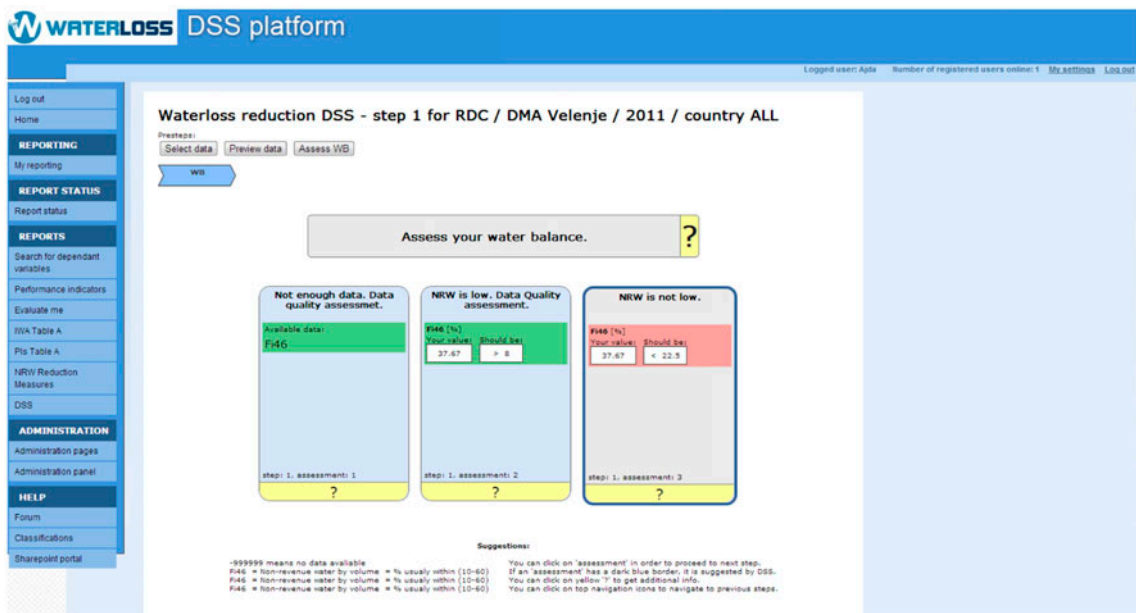 WATERLOSS DSS platform
Logged user: Ajda Number of registered users online: 1 My settings Log out
Log out
Home
REPORTING
My reporting
REPORT STATUS
Report status
REPORTS
Search for dependant
variables
Performance indicators
Evaluate me
IWA Table A
PIs Table A
NRW Reduction
Measures
DSS
ADMINISTRATION
Administration pages
Administration panel
HELP
Forum
Classifications
Sharepoint portal
Waterloss reduction DSS - step 1 for RDC / DMA Velenje / 2011 / country ALL
Presteps:
Select data Preview data Assess WB
WB
Assess your water balance. ?
Not enough data. Data
quality assessmet.
Available data:
Fi46
step: 1, assessment: 1
?
NRW is low. Data Quality
assessment.
Fi46 [%]
Your value: Should be:
37.67 > 8
step: 1, assessment: 2
?
NRW is not low.
Fi46 [%]
Your value: Should be:
37.67 < 22.5
step: 1, assessment: 3
?
Suggestions:
-999999 means no data avaliable
Fi46 = Non-revenue water by volume = % usualy within (10-60)
Fi46 = Non-revenue water by volume = % usualy within (10-60)
Fi46 = Non-revenue water by volume = % usualy within (10-60)
You can click on 'assessment' in order to proceed to next step.
If an 'assessment' has a dark blue border, it is suggested by DSS.
You can click on yellow '?' to get additional info.
You can click on top navigation icons to navigate to previous steps.